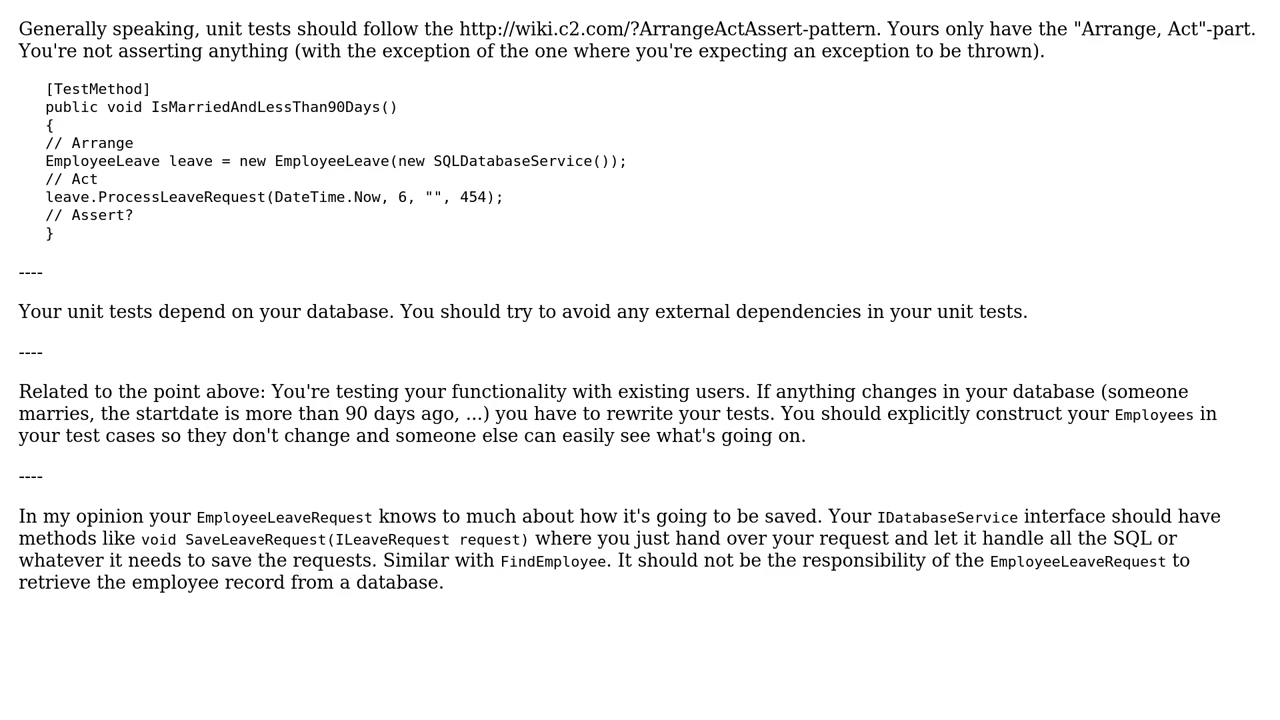 Generally speaking, unit tests should follow the http://wiki.c2.com/?ArrangeActAssert-pattern. Yours only have the "Arrange, Act"-part.
You're not asserting anything (with the exception of the one where you're expecting an exception to be thrown).
[TestMethod]
public void IsMarriedAndLessThan90Days()
{
// Arrange
EmployeeLeave leave = new EmployeeLeave(new SQLDatabaseService());
// Act
leave.ProcessLeaveRequest(DateTime.Now, 6, "", 454);
// Assert?
}
----
Your unit tests depend on your database. You should try to avoid any external dependencies in your unit tests.
----
Related to the point above: You're testing your functionality with existing users. If anything changes in your database (someone
marries, the startdate is more than 90 days ago, ...) you have to rewrite your tests. You should explicitly construct your Employees in
your test cases so they don't change and someone else can easily see what's going on.
----
In my opinion your EmployeeLeaveRequest knows to much about how it's going to be saved. Your IDatabaseService interface should have
methods like void SaveLeaveRequest(ILeaveRequest request) where you just hand over your request and let it handle all the SQL or
whatever it needs to save the requests. Similar with FindEmployee. It should not be the responsibility of the EmployeeLeaveRequest to
retrieve the employee record from a database.